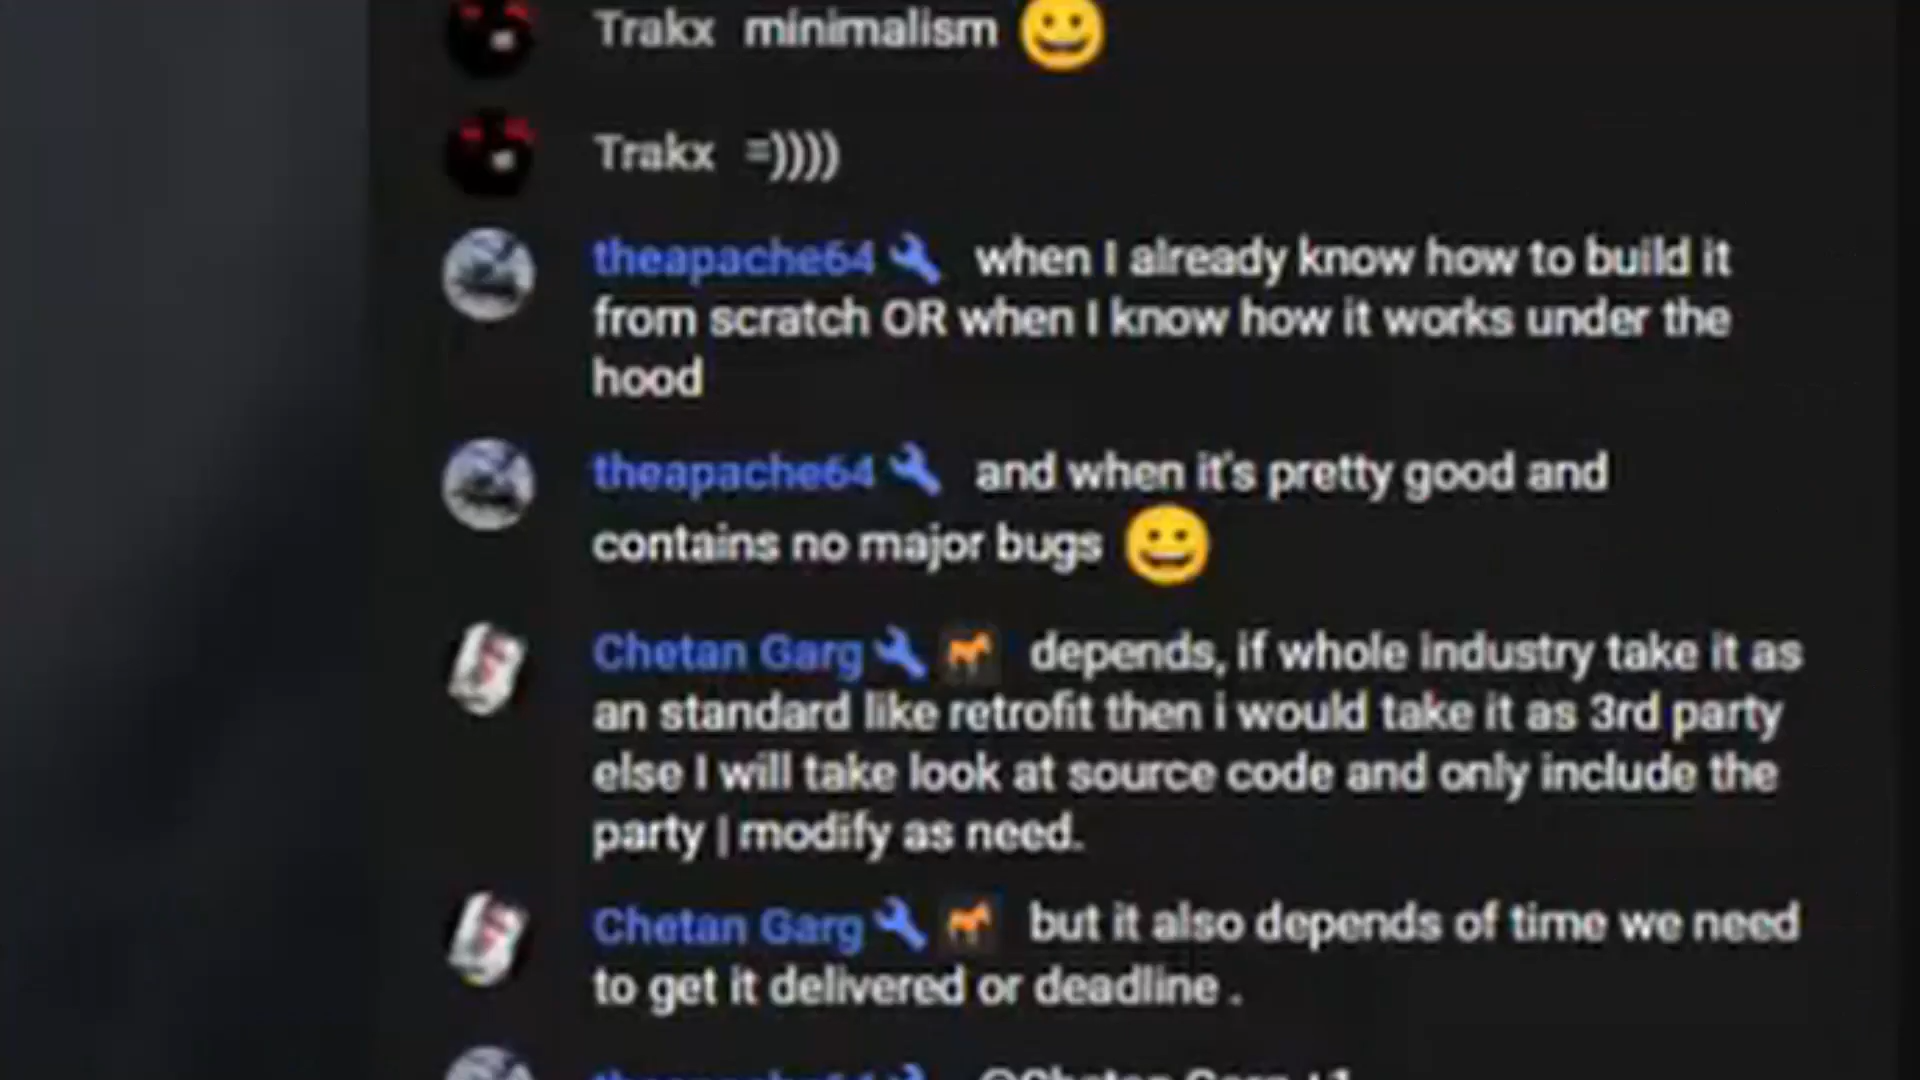 Trakx minimalism 😀
Trakx =))))
theapache64 when I already know how to build it
from scratch OR when I know how it works under the
hood
theapache64 and when it's pretty good and
contains no major bugs 😀
Chetan Garg depends, if whole industry take it as
an standard like retrofit then i would take it as 3rd party
else I will take look at source code and only include the
party | modify as need.
Chetan Garg but it also depends of time we need
to get it delivered or deadline .
theapache64 @Chetan Garg +1